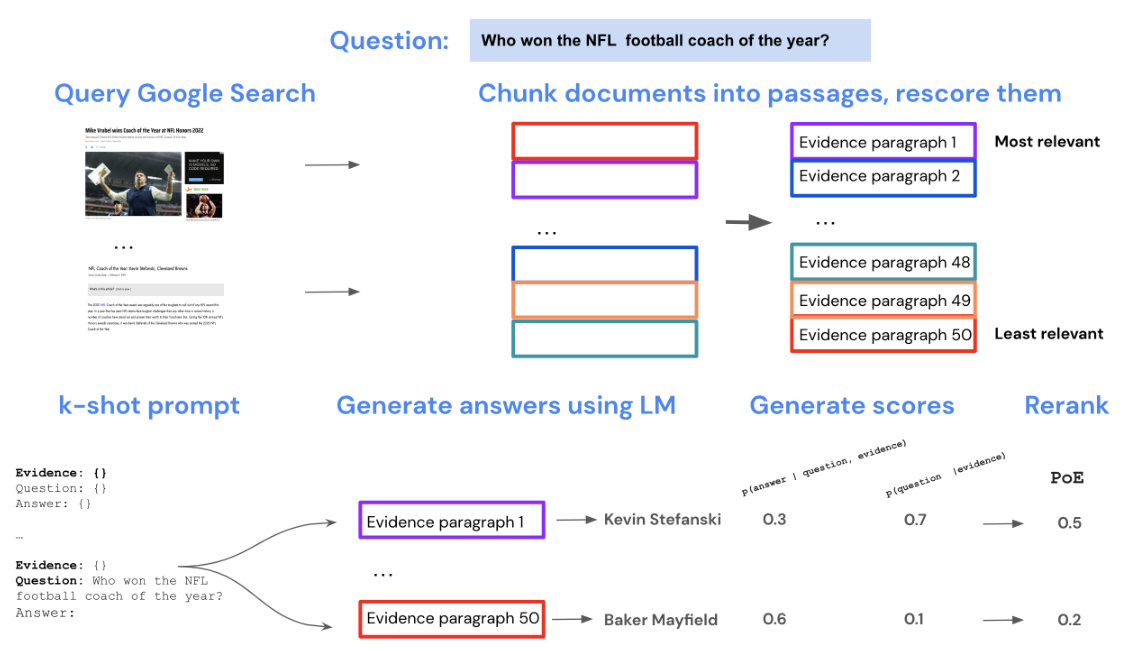 Question:
Who won the NFL football coach of the year?
Query Google Search
Chunk documents into passages, rescore them
Mike Vrabel wins Coach of the Year at NFL Honors 2022
...
NFL Coach of the Year: Kevin Stefanski, Cleveland Browns
Evidence paragraph 1
Most relevant
Evidence paragraph 2
...
...
Evidence paragraph 48
Evidence paragraph 49
Evidence paragraph 50
Least relevant
k-shot prompt
Generate answers using LM
Generate scores
Rerank
Evidence: {}
Question: {}
Answer: {}
…
Evidence: {}
Question: Who won the NFL
football coach of the year?
Answer:
p(answer | question, evidence)
p(question |evidence)
PoE
Evidence paragraph 1
Kevin Stefanski
0.3
0.7
0.5
...
Evidence paragraph 50
Baker Mayfield
0.6
0.1
0.2